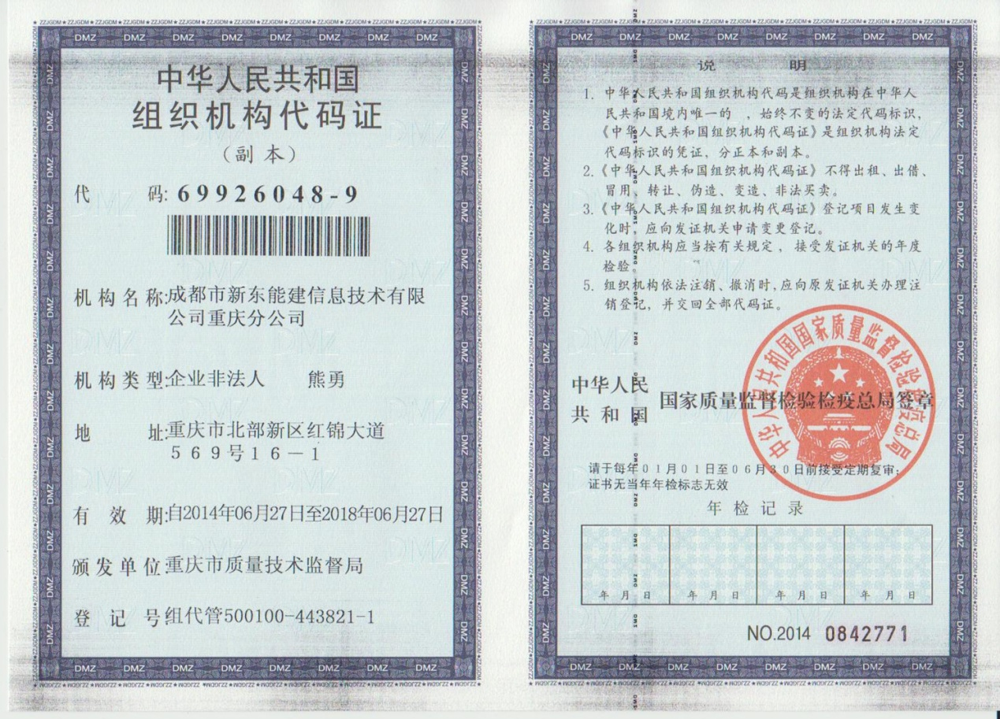 中华人民共和国
组织机构代码证
（副 本）
代 码: 69926048-9
机构名称:成都市新东能建信息技术有限
公司重庆分公司
机构类型:企业非法人 熊勇
地 址:重庆市北部新区红锦大道
５６９号１６－１
有 效 期:自2014年06月27日至2018年06月27日
颁发单位:重庆市质量技术监督局
登 记 号:组代管500100-443821-1
说 明
1. 中华人民共和国组织机构代码是组织机构在中华人
民共和国境内唯一的 、始终不变的法定代码标识，
《中华人民共和国组织机构代码证》是组织机构法定
代码标识的凭证，分正本和副本。
2.《中华人民共和国组织机构代码证》不得出租、出借、
冒用、转让、伪造、变造、非法买卖。
3.《中华人民共和国组织机构代码证》登记项目发生变
化时，应向发证机关申请变更登记。
4. 各组织机构应当按有关规定，接受发证机关的年度
检验。
5. 组织机构依法注销、撤消时,应向原发证机关办理注
销登记，并交回全部代码证。
中华人民共和国国家质量监督检验检疫总局
中华人民
共 和 国
国家质量监督检验检疫总局签章
请于每年01月01日至06月30日前接受定期复审；
证书无当年年检标志无效
年 检 记 录
年 月 日 年 月 日 年 月 日 年 月 日
NO.2014 0842771